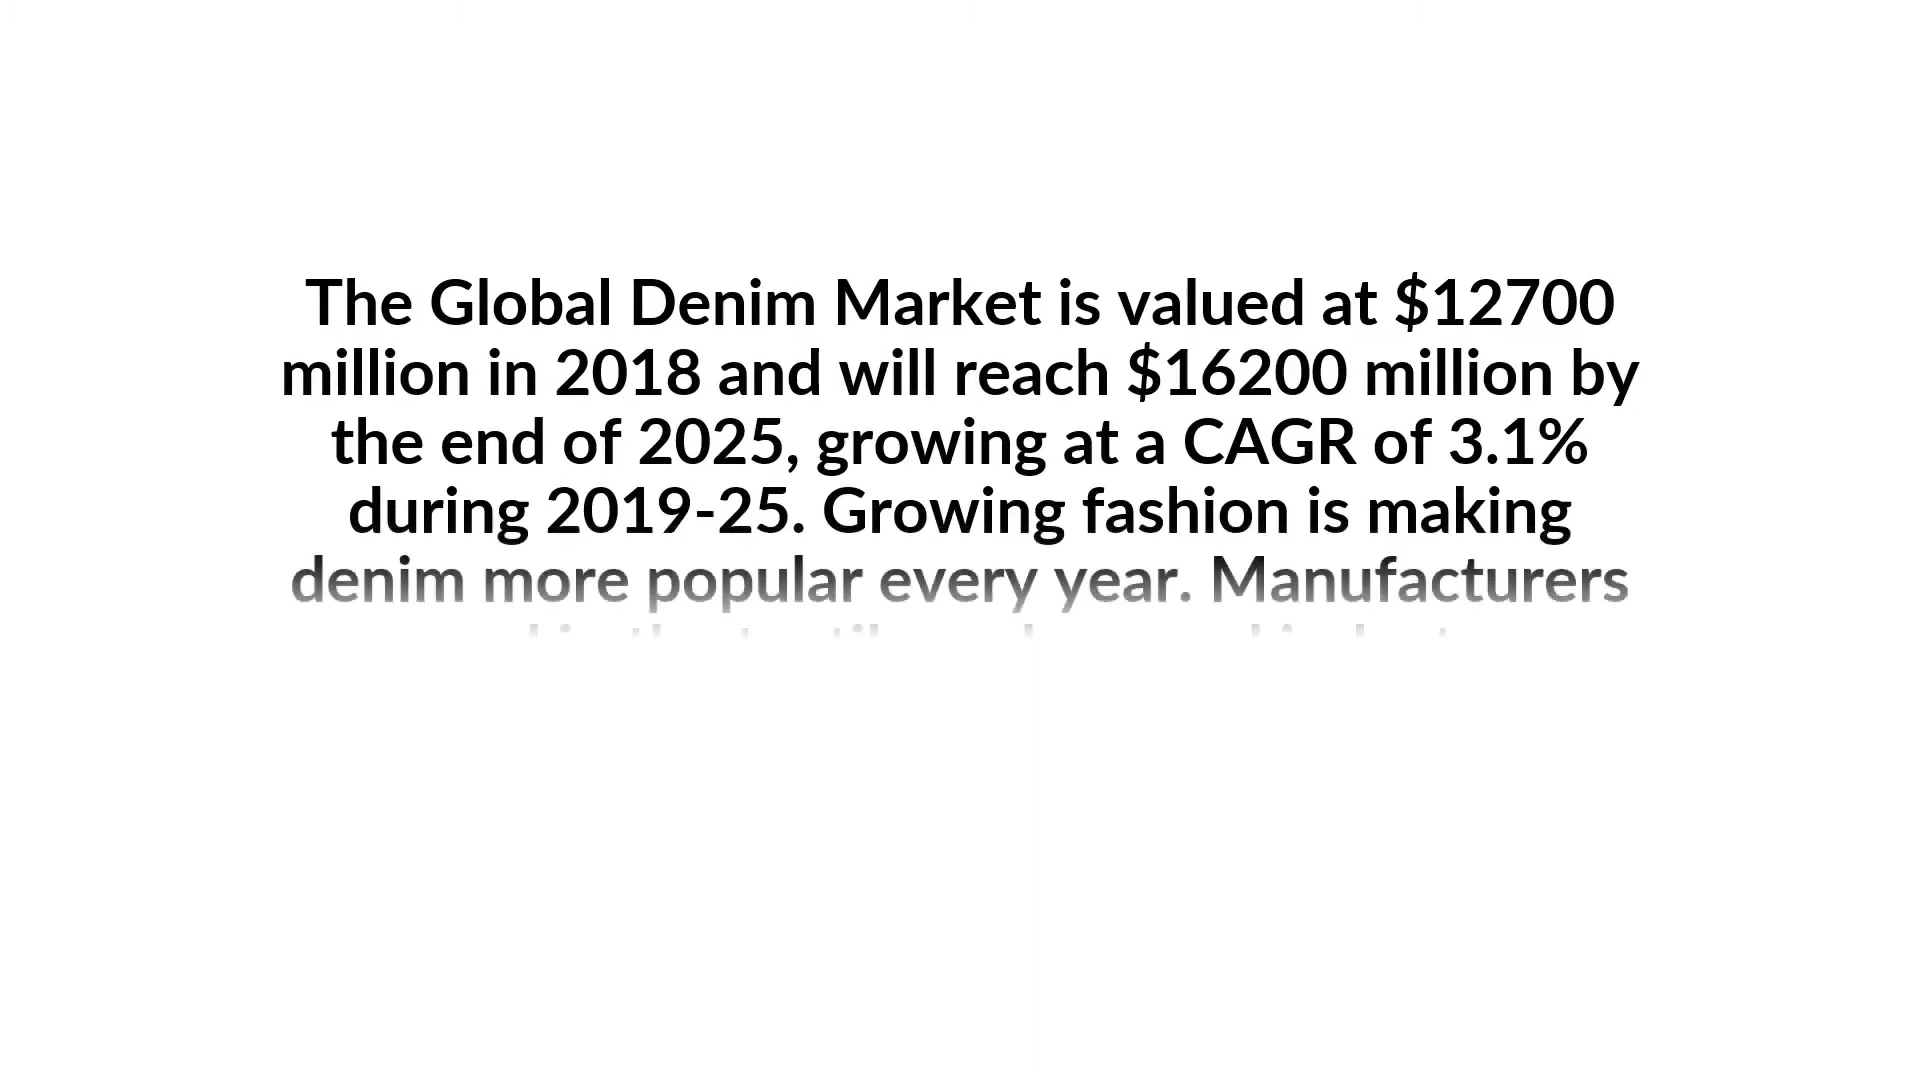 The Global Denim Market is valued at $12700
million in 2018 and will reach $16200 million by
the end of 2025, growing at a CAGR of 3.1%
during 2019-25. Growing fashion is making
denim more popular every year. Manufacturers